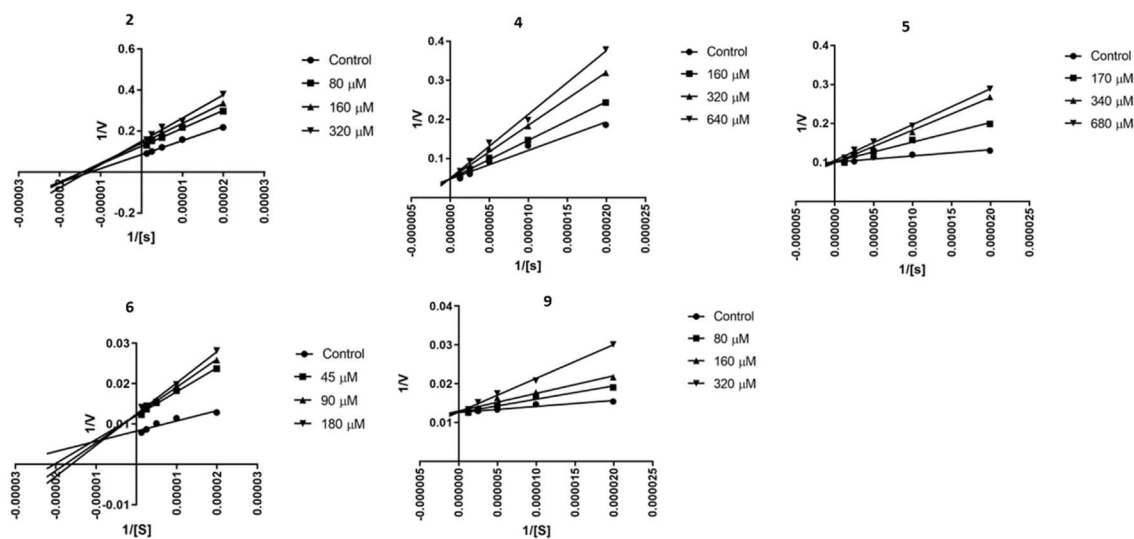 2
0.6
0.4
0.2
-0.2
1/V
-0.00003
-0.00002
-0.00001
0.00001
0.00002
0.00003
1/[s]
Control
80 µM
160 µM
320 µM
4
0.4
0.3
0.2
0.1
1/V
-0.000005
0.000000
0.000005
0.000010
0.000015
0.000020
0.000025
1/[s]
Control
160 µM
320 µM
640 µM
5
0.4
0.3
0.2
0.1
1/V
-0.000005
0.000000
0.000005
0.000010
0.000015
0.000020
0.000025
1/[s]
Control
170 µM
340 µM
680 µM
6
0.03
0.02
0.01
-0.01
1/V
-0.00003
-0.00002
-0.00001
0.00001
0.00002
0.00003
1/[S]
Control
45 µM
90 µM
180 µM
9
0.04
0.03
0.02
0.01
1/V
-0.000005
0.000000
0.000005
0.000010
0.000015
0.000020
0.000025
1/[S]
Control
80 µM
160 µM
320 µM